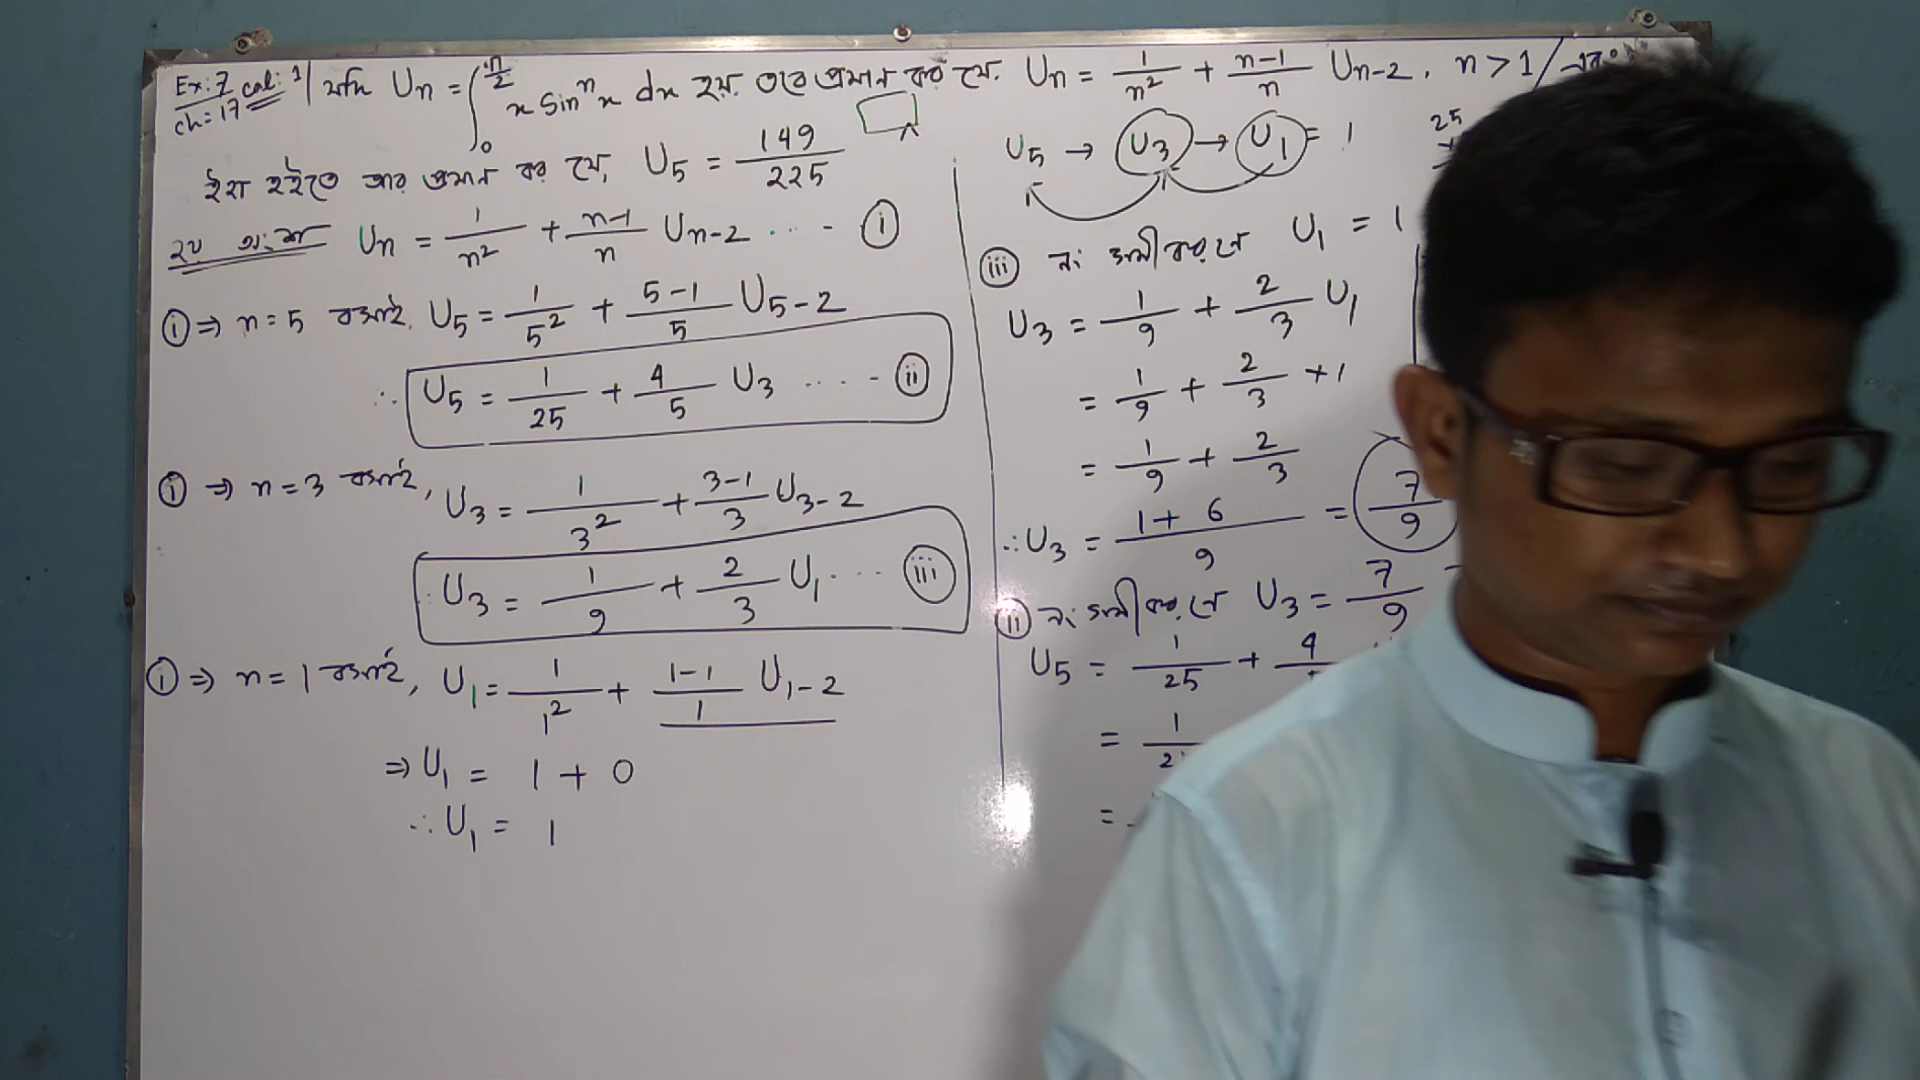 Ex: 7 cal: 1
ch: 17
যদি Uₙ = ∫₀^(π/2) x Sinⁿx dx হয়. তবে প্রমান কর যে. Uₙ = 1/n² + (n-1)/n Uₙ₋₂ , n > 1 /
ইহা হইতে আর প্রমান কর যে, U₅ = 149/225
২য় অংশ Uₙ = 1/n² + (n-1)/n Uₙ₋₂ .... (i)
(i) ⇒ n = 5 বসাই, U₅ = 1/5² + (5-1)/5 U₅₋₂
∴ U₅ = 1/25 + 4/5 U₃ .... (ii)
(i) ⇒ n = 3 বসাই, U₃ = 1/3² + (3-1)/3 U₃₋₂
∴ U₃ = 1/9 + 2/3 U₁ ... (iii)
(i) ⇒ n = 1 বসাই, U₁ = 1/1² + (1-1)/1 U₁₋₂
⇒ U₁ = 1 + 0
∴ U₁ = 1
U₅ → U₃ → U₁ = 1
25
(iii) নং সমীকরণে U₁ = 1
U₃ = 1/9 + 2/3 U₁
= 1/9 + 2/3 + 1
= 1/9 + 2/3
∴ U₃ = (1 + 6)/9 = 7/9
(ii) নং সমীকরণে U₃ = 7/9
U₅ = 1/25 + 4/
= 1/2
=